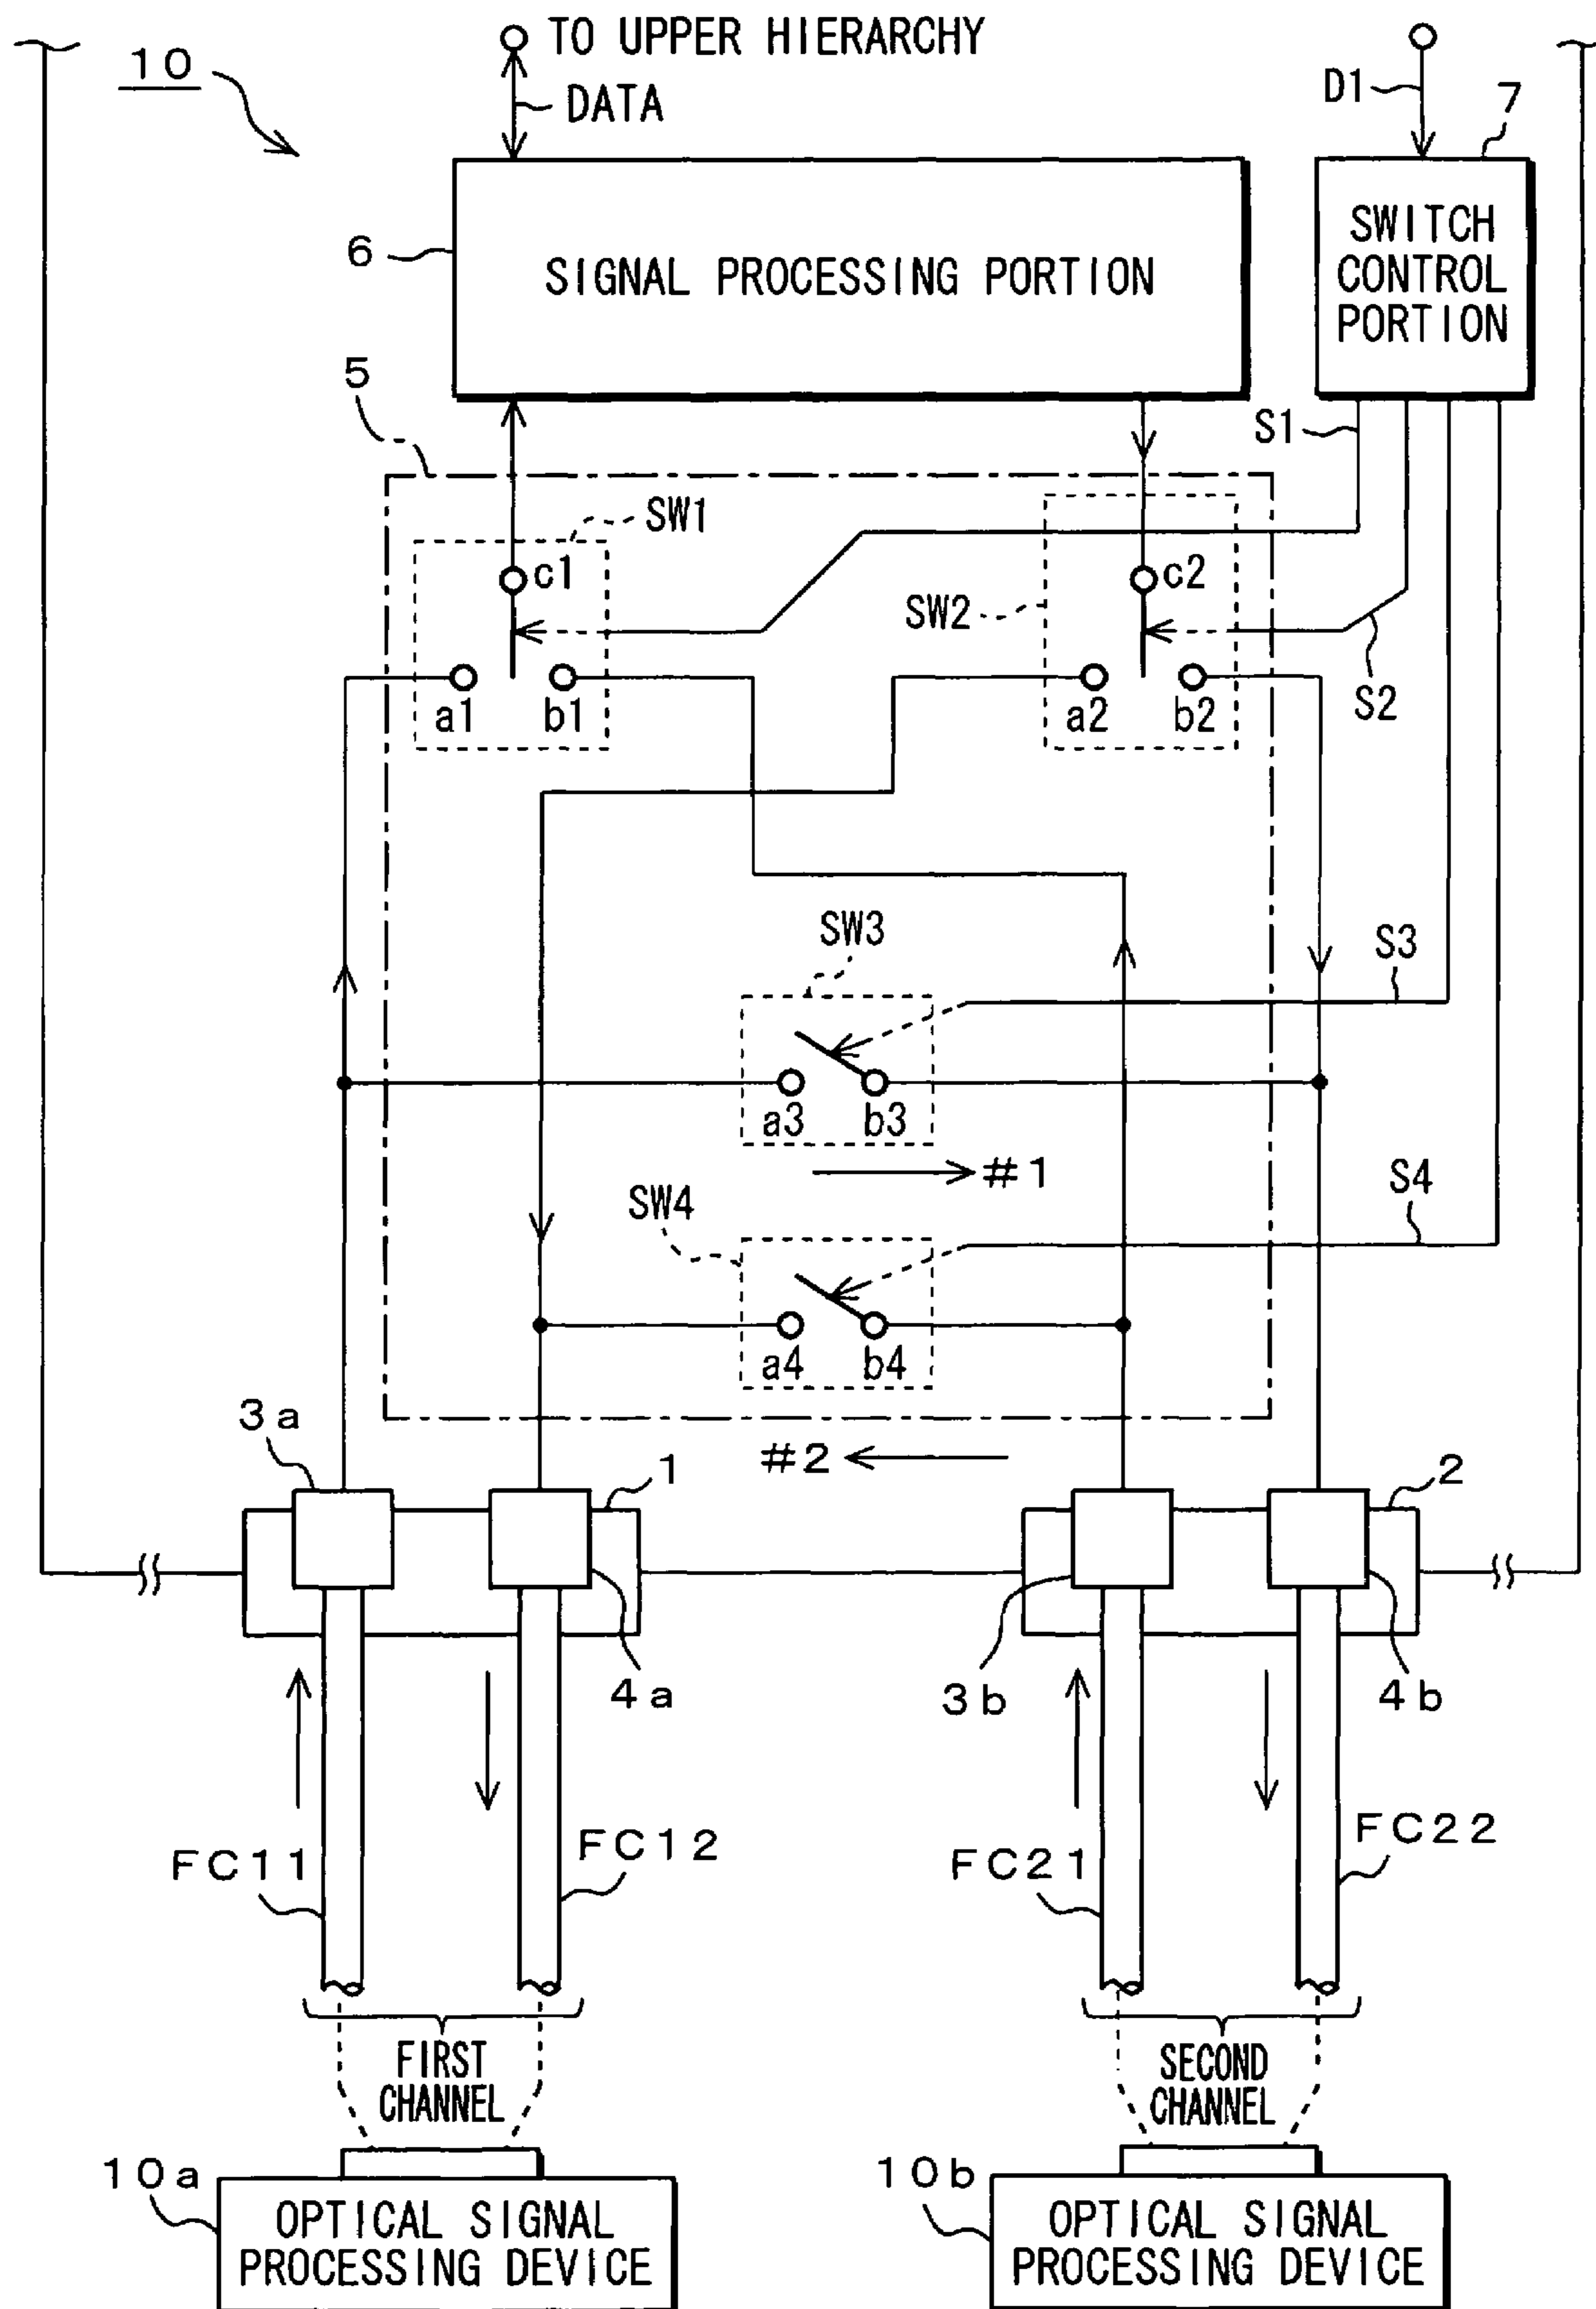 10
TO UPPER HIERARCHY
DATA
D1
7
6
SIGNAL PROCESSING PORTION
SWITCH
CONTROL
PORTION
5
S1
SW1
c1
SW2
c2
S2
a1
b1
a2
b2
SW3
S3
a3
b3
#1
SW4
S4
a4
b4
3a
#2
1
2
4a
3b
4b
FC11
FC12
FC21
FC22
FIRST
CHANNEL
SECOND
CHANNEL
10a
OPTICAL SIGNAL
PROCESSING DEVICE
10b
OPTICAL SIGNAL
PROCESSING DEVICE